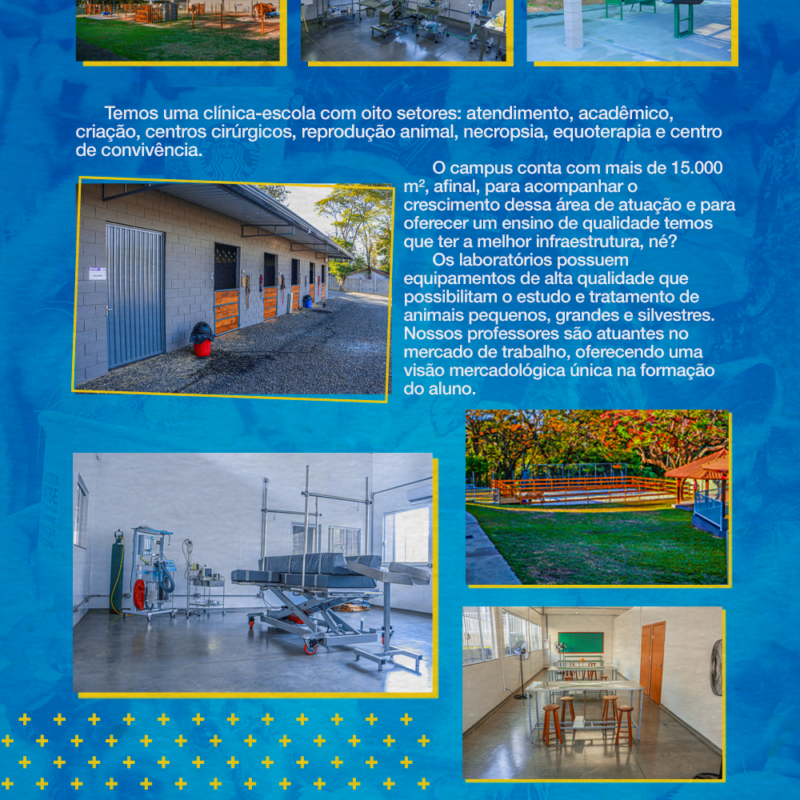 Temos uma clínica-escola com oito setores: atendimento, acadêmico,
criação, centros cirúrgicos, reprodução animal, necropsia, equoterapia e centro
de convivência.
O campus conta com mais de 15.000
m², afinal, para acompanhar o
crescimento dessa área de atuação e para
oferecer um ensino de qualidade temos
que ter a melhor infraestrutura, né?
Os laboratórios possuem
equipamentos de alta qualidade que
possibilitam o estudo e tratamento de
animais pequenos, grandes e silvestres.
Nossos professores são atuantes no
mercado de trabalho, oferecendo uma
visão mercadológica única na formação
do aluno.